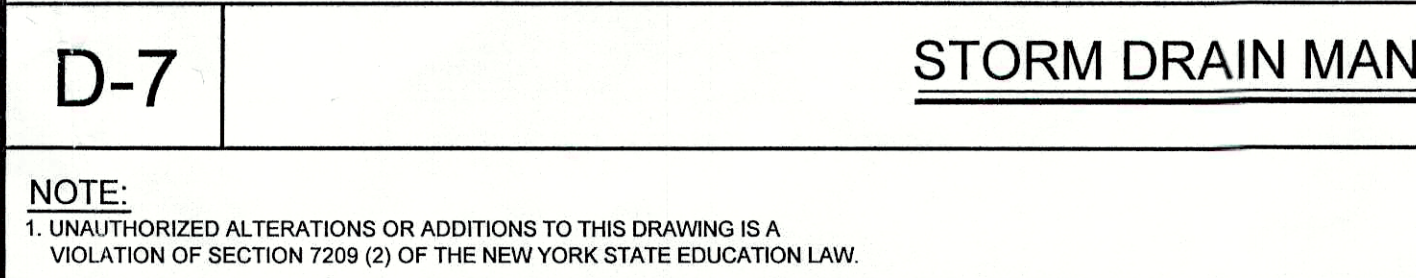 D-7
STORM DRAIN MAN
NOTE:
1. UNAUTHORIZED ALTERATIONS OR ADDITIONS TO THIS DRAWING IS A
VIOLATION OF SECTION 7209 (2) OF THE NEW YORK STATE EDUCATION LAW.